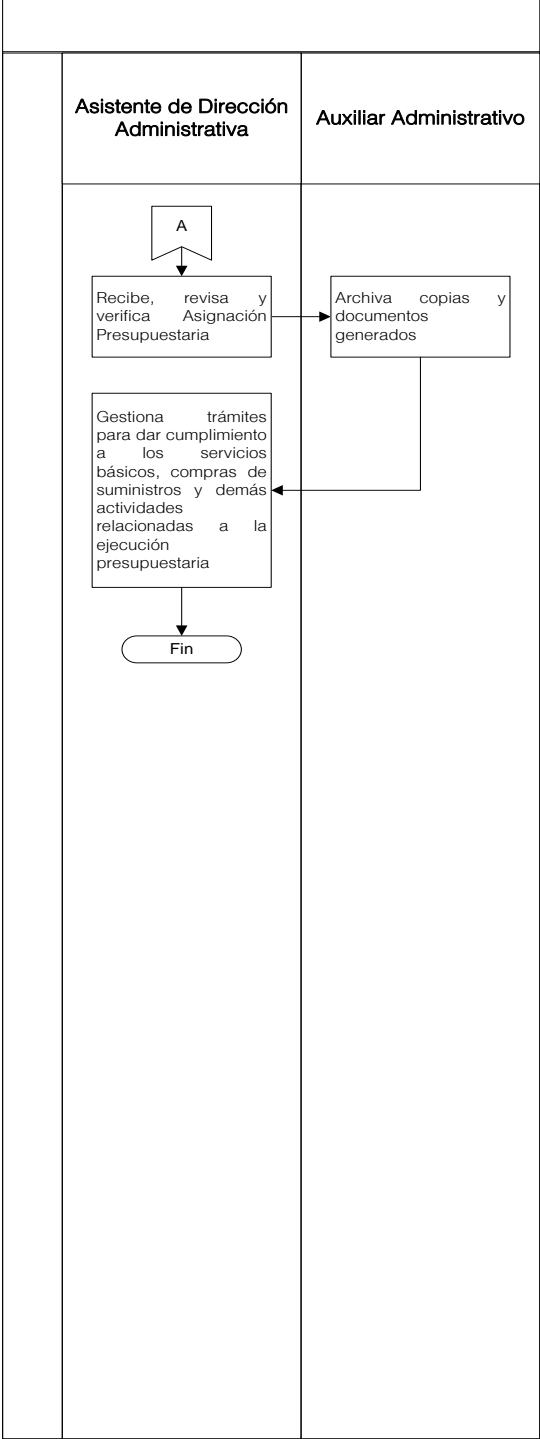 Asistente de Dirección
Administrativa
Auxiliar Administrativo
A
Recibe, revisa y
verifica Asignación
Presupuestaria
Archiva copias y
documentos
generados
Gestiona trámites
para dar cumplimiento
a los servicios
básicos, compras de
suministros y demás
actividades
relacionadas a la
ejecución
presupuestaria
Fin